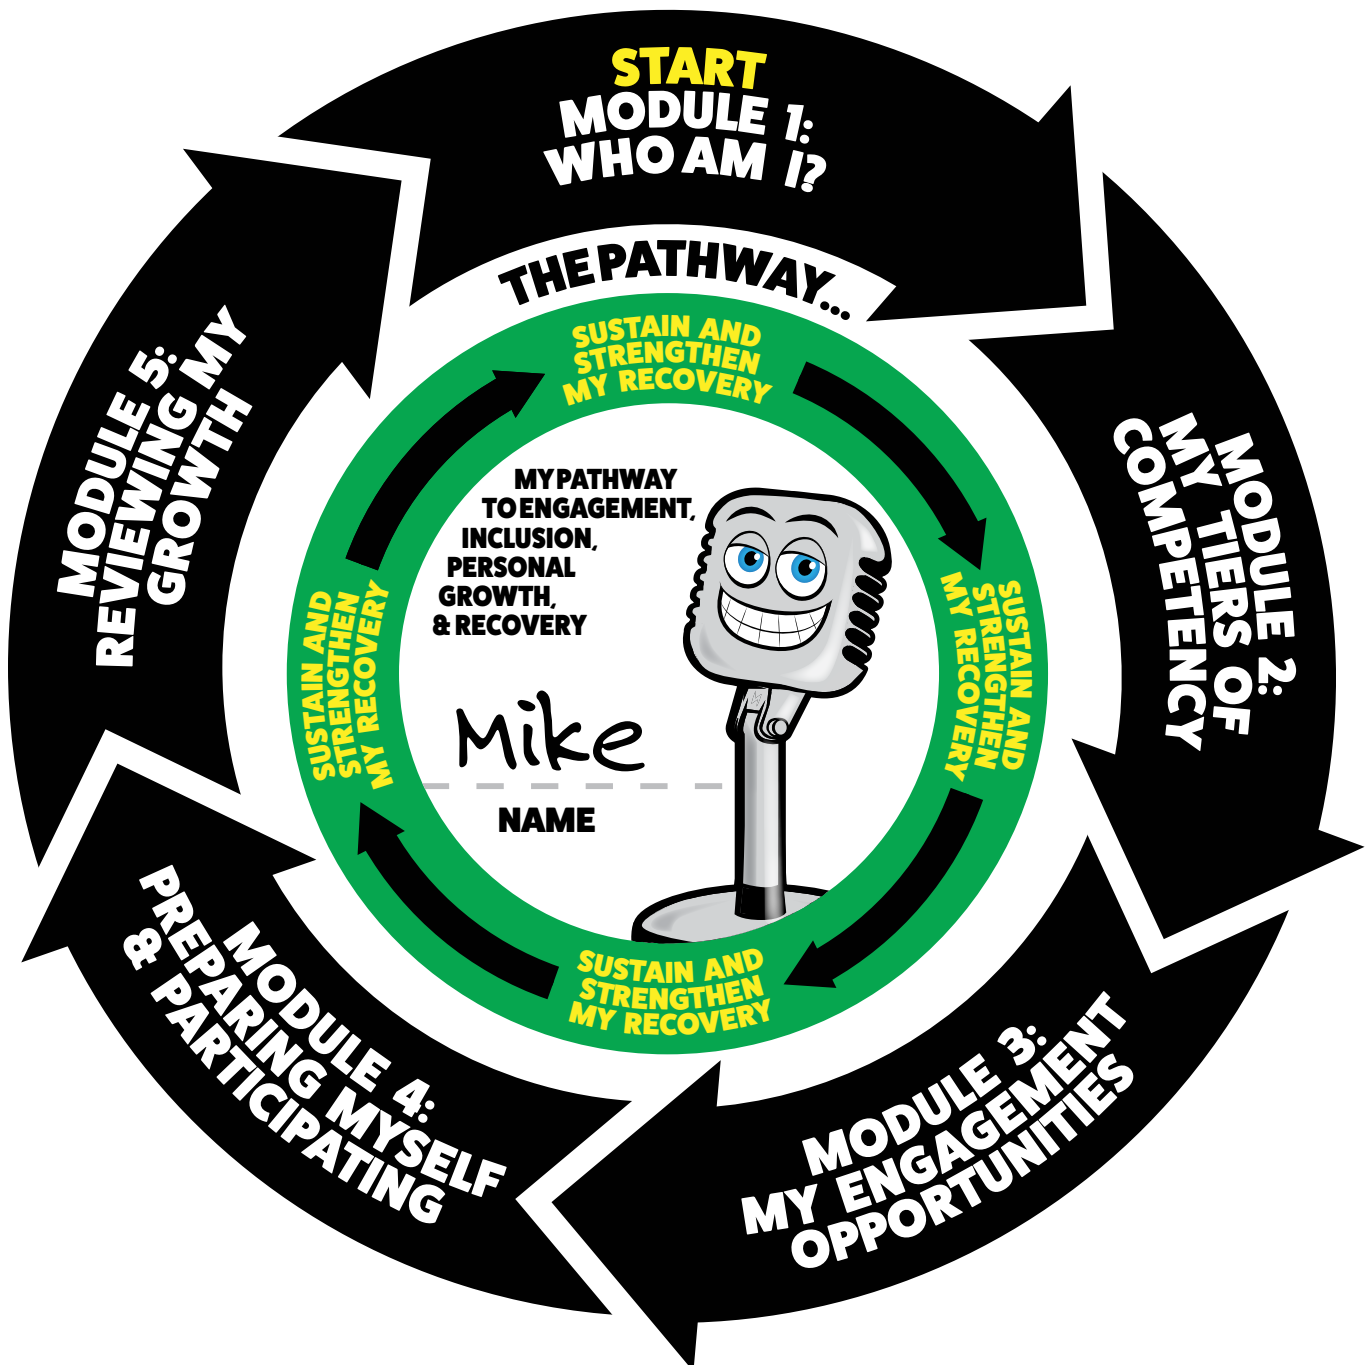 START
MODULE 1:
WHO AM I?
THE PATHWAY...
MODULE 2:
MY TIERS OF
COMPETENCY
MODULE 3:
MY ENGAGEMENT
OPPORTUNITIES
MODULE 4:
PREPARING MYSELF
& PARTICIPATING
MODULE 5:
REVIEWING MY
GROWTH
SUSTAIN AND
STRENGTHEN
MY RECOVERY
SUSTAIN AND
STRENGTHEN
MY RECOVERY
SUSTAIN AND
STRENGTHEN
MY RECOVERY
SUSTAIN AND
STRENGTHEN
MY RECOVERY
MY PATHWAY
TO ENGAGEMENT,
INCLUSION,
PERSONAL
GROWTH,
& RECOVERY
Mike
NAME